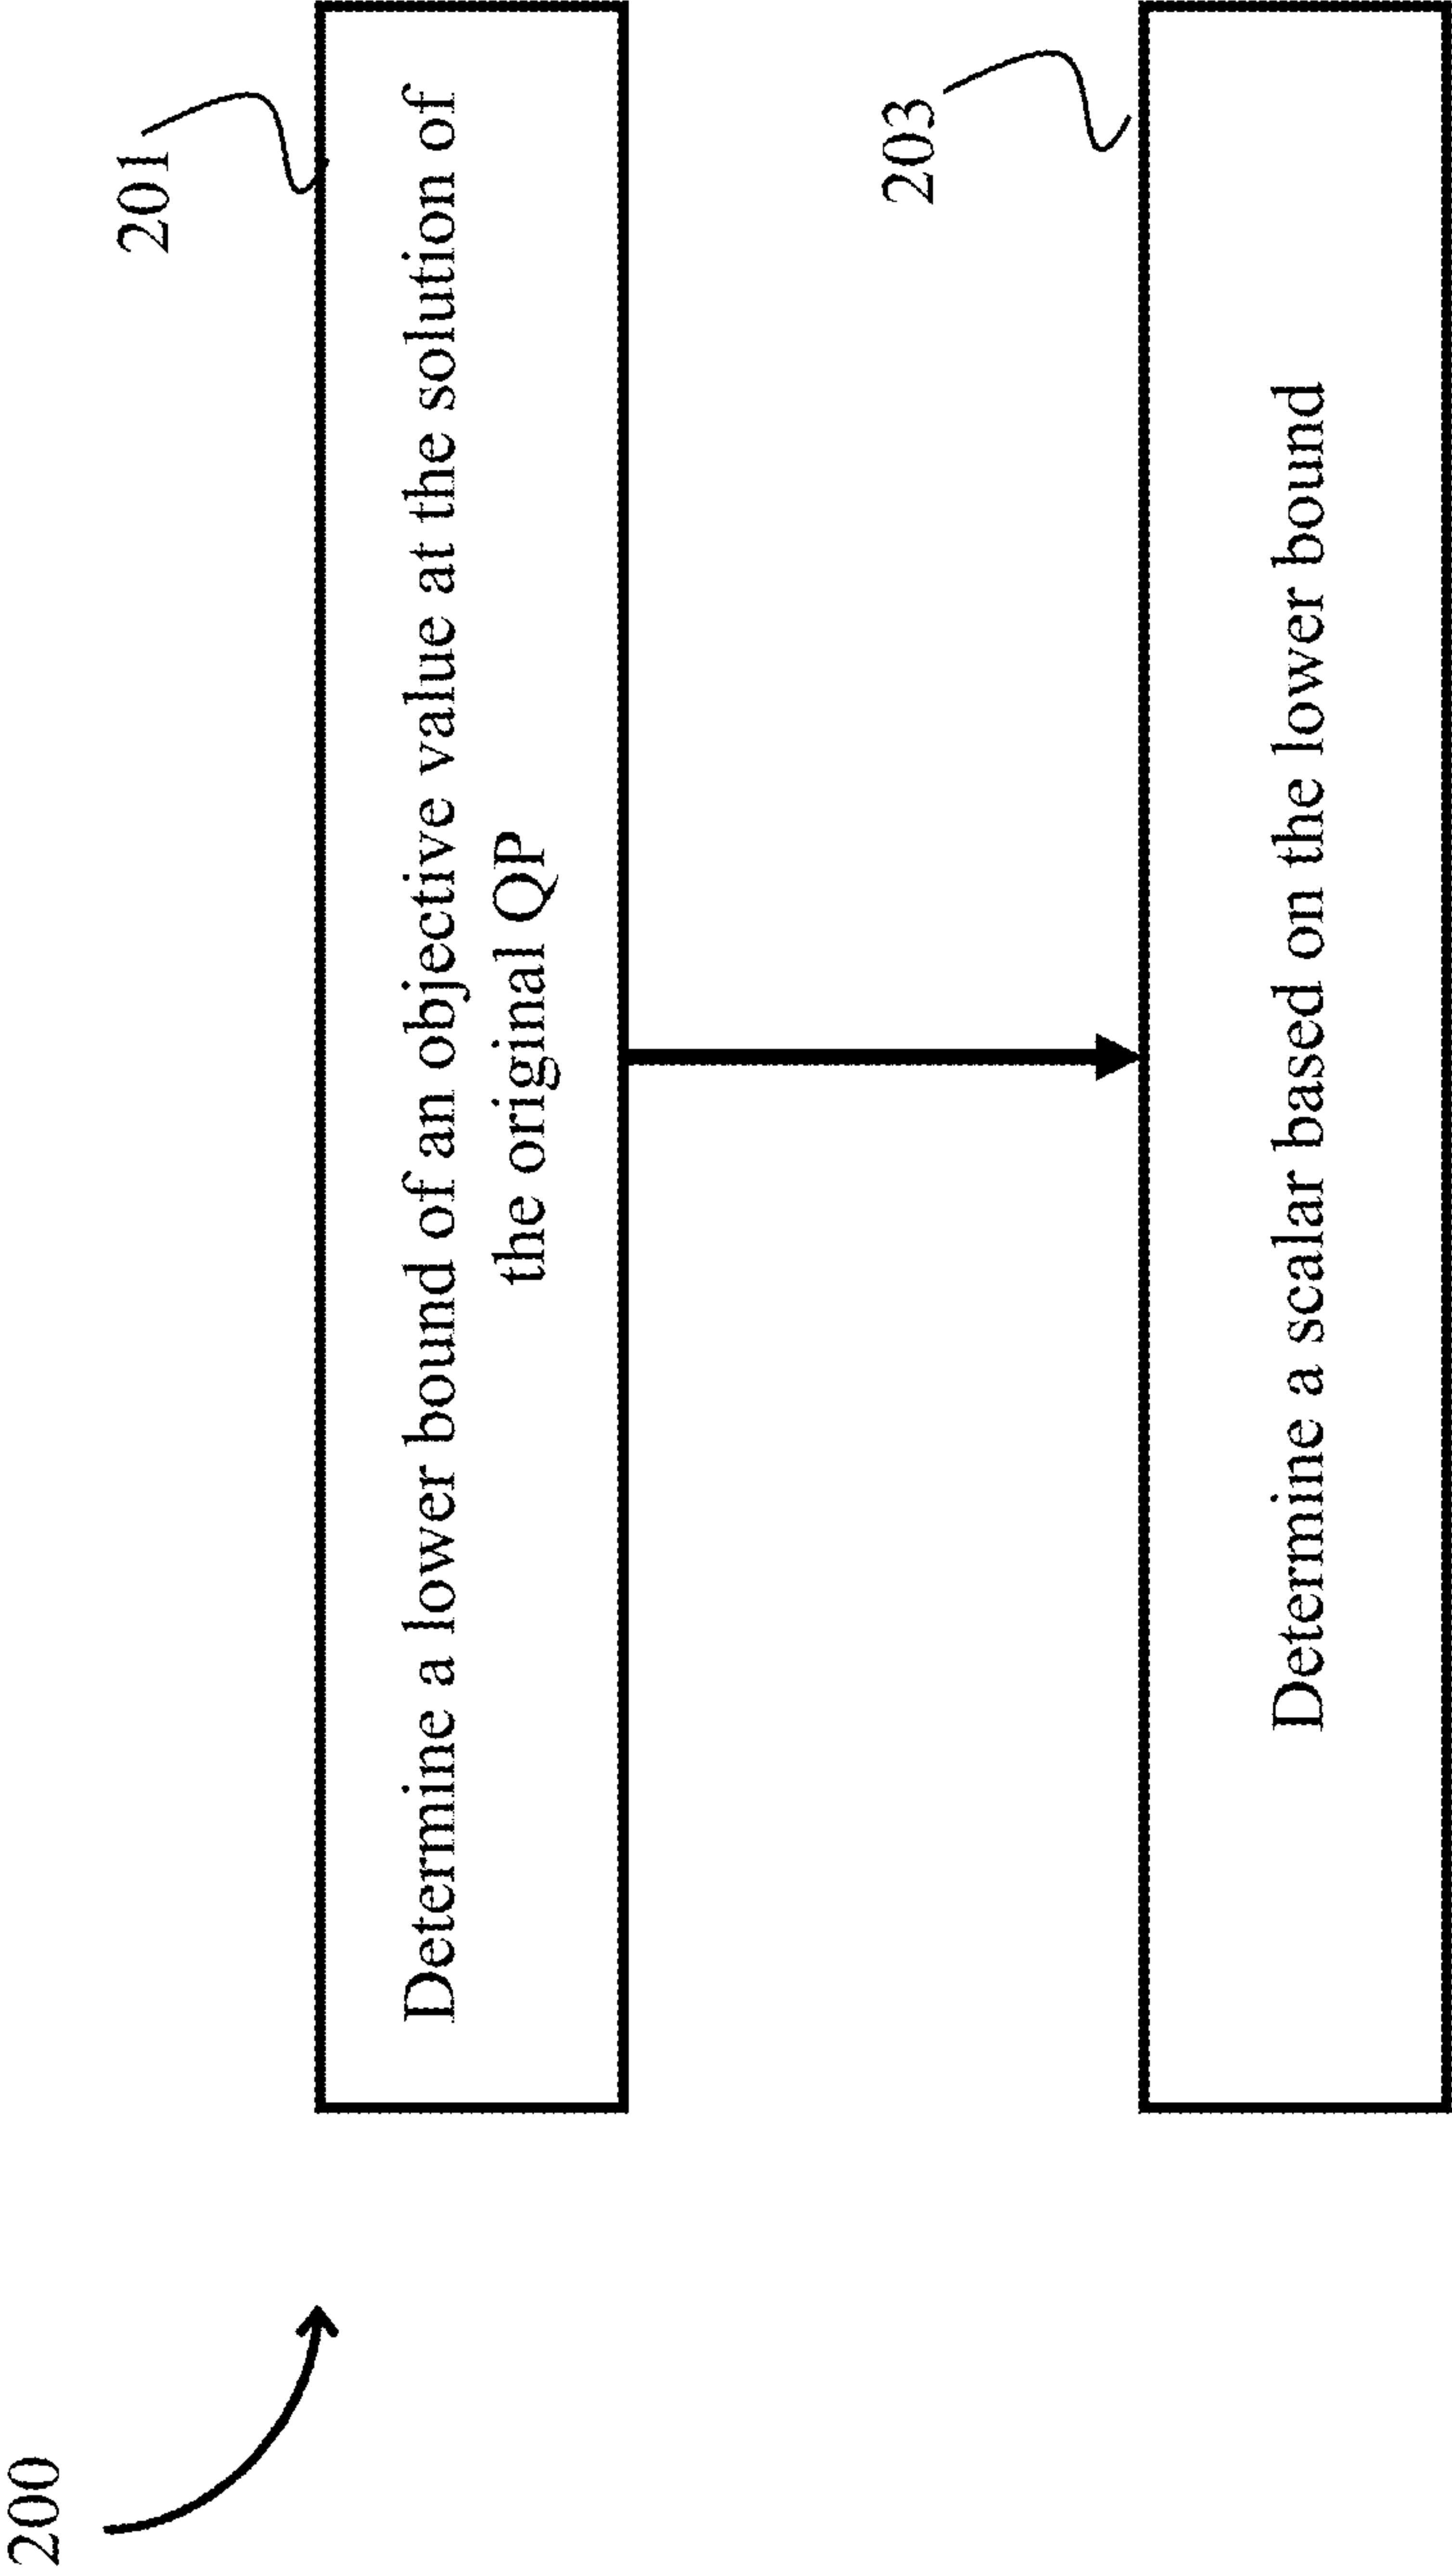 200
201
Determine a lower bound of an objective value at the solution of
the original QP
203
Determine a scalar based on the lower bound